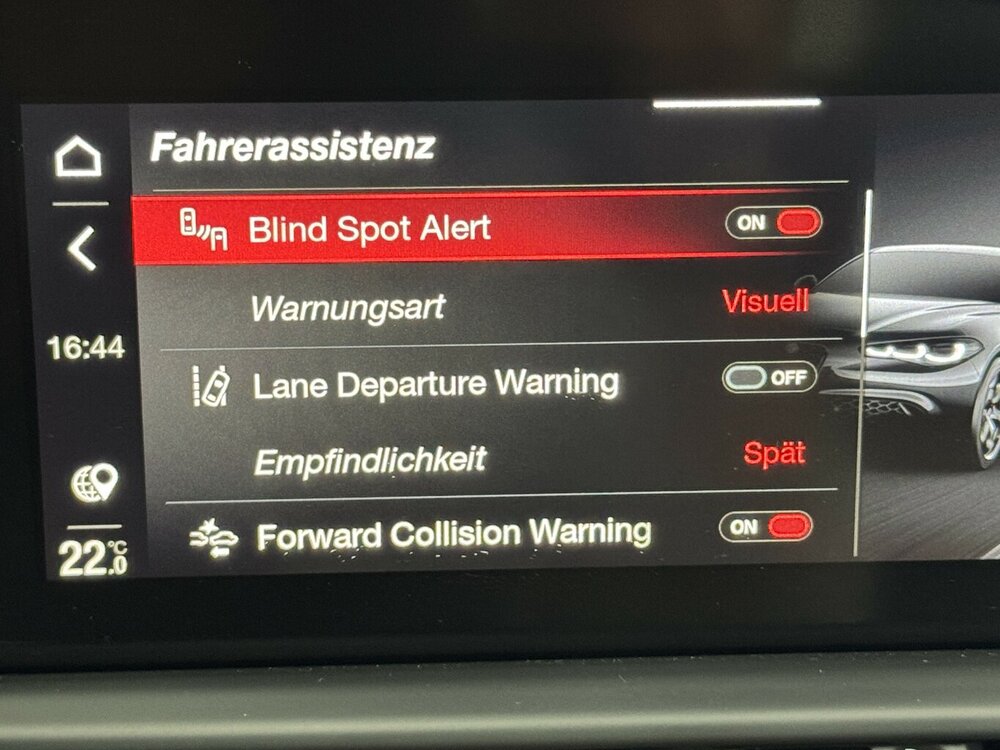 Fahrerassistenz
Blind Spot Alert ON
Warnungsart Visuell
16:44
Lane Departure Warning OFF
Empfindlichkeit Spät
Forward Collision Warning ON
22.0 °C